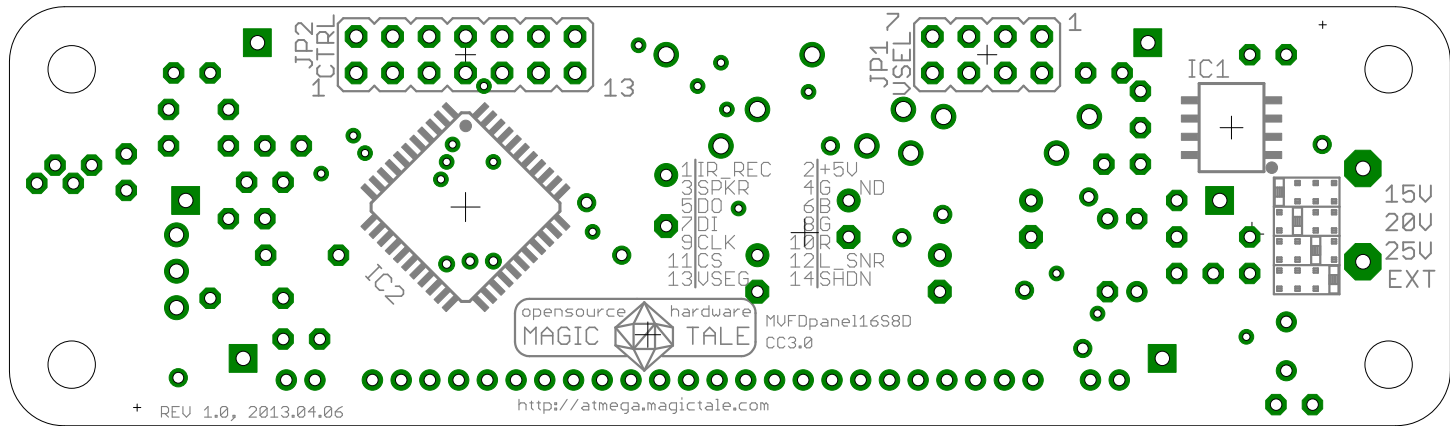 JP2
CTRL
1
13
7
1
JP1
VSEL
IC1
1 IR_REC 2 +5V
3 SPKR 4 G ND
5 DO 6 B
7 DI 8 G
9 CLK 10 R
11 CS 12 L_SNR
13 VSEG 14 SHDN
15V
20V
25V
EXT
IC2
opensource hardware
MAGIC TALE
MVFDpanel16S8D
CC3.0
http://atmega.magictale.com
REV 1.0, 2013.04.06